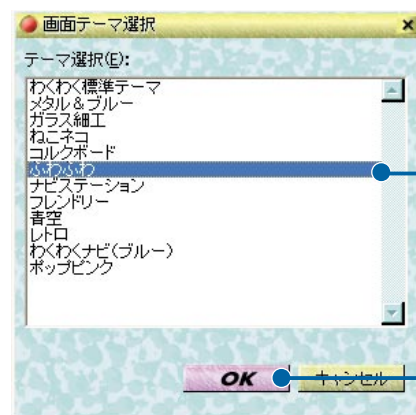 画面テーマ選択
テーマ選択(E):
わくわく標準テーマ
メタル＆ブルー
ガラス細工
ねこネコ
コルクボード
ふわふわ
ナビステーション
フレンドリー
青空
レトロ
わくわくナビ(ブルー)
ポップピンク
OK
キャンセル